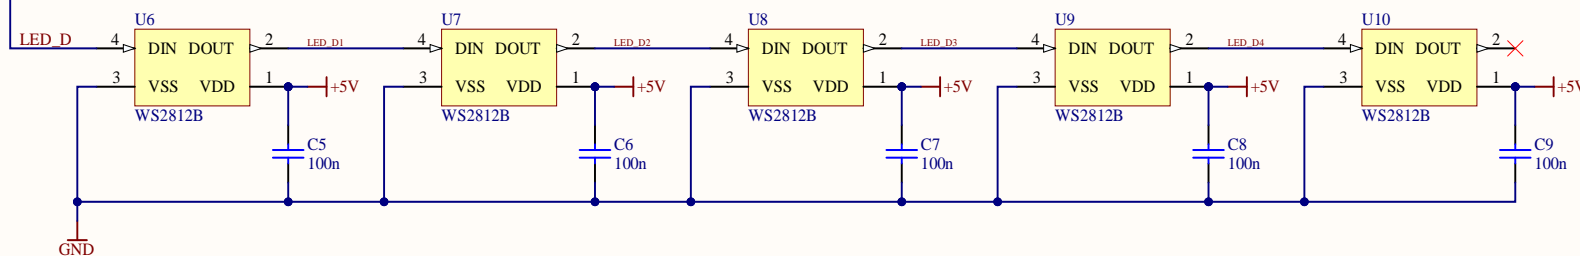 U6 U7 U8 U9 U10
LED_D 4 DIN DOUT 2 LED_D1 4 DIN DOUT 2 LED_D2 4 DIN DOUT 2 LED_D3 4 DIN DOUT 2 LED_D4 4 DIN DOUT 2
3 VSS VDD 1 +5V 3 VSS VDD 1 +5V 3 VSS VDD 1 +5V 3 VSS VDD 1 +5V 3 VSS VDD 1 +5V
WS2812B WS2812B WS2812B WS2812B WS2812B
C5 C6 C7 C8 C9
100n 100n 100n 100n 100n
GND